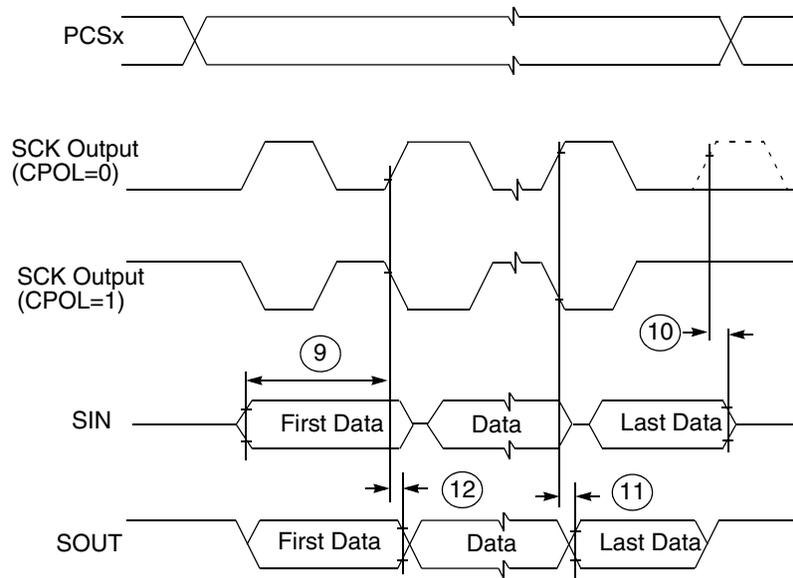 PCSx
SCK Output
(CPOL=0)
SCK Output
(CPOL=1)
10
9
SIN
First Data
Data
Last Data
12
11
SOUT
First Data
Data
Last Data